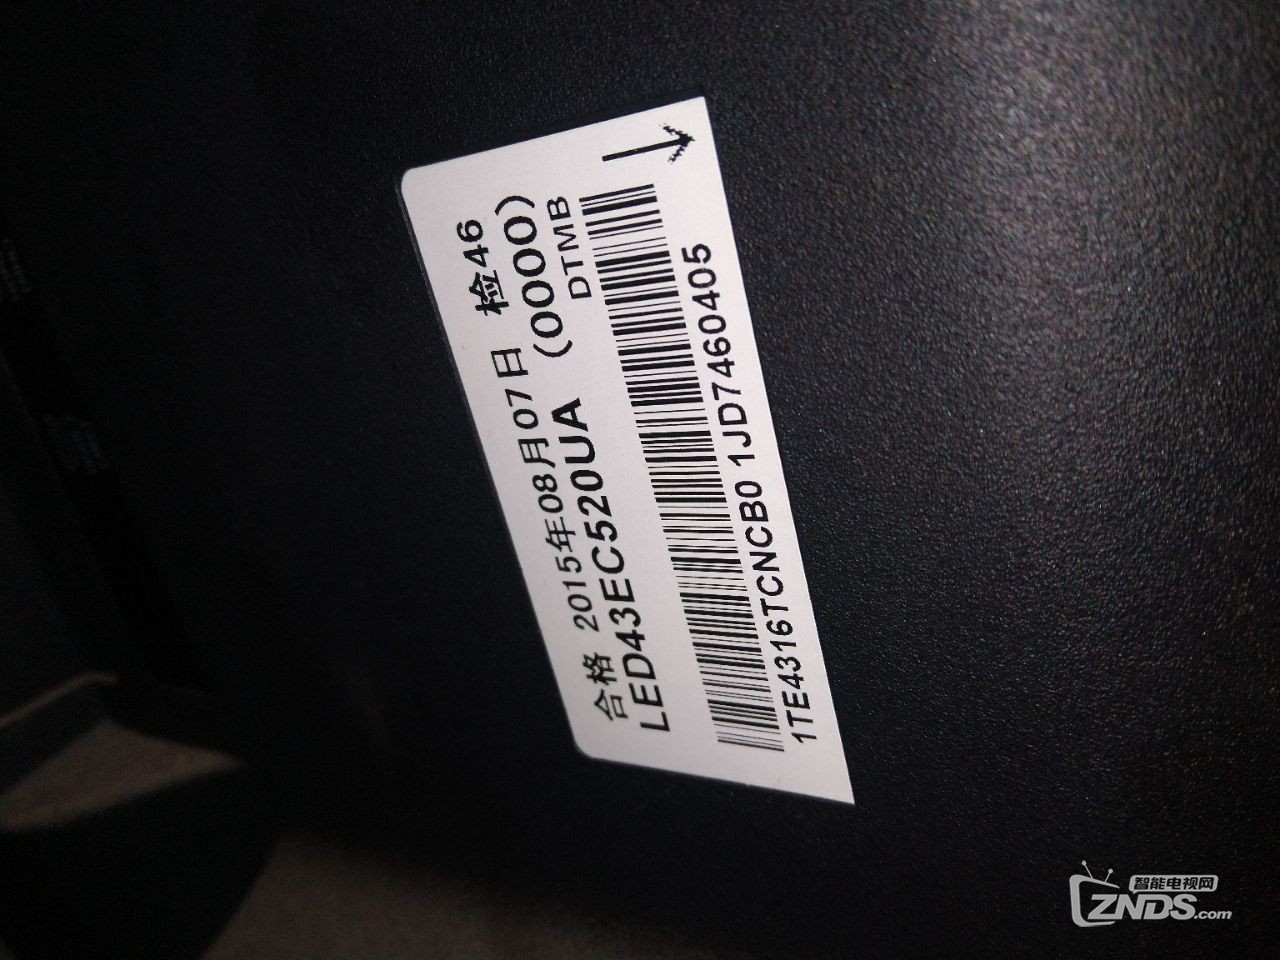 合格 2015年08月07日 检46
LED43EC520UA (0000)
DTMB
1TE4316TCNCB0 1JD7460405
智能电视网
ZNDS.com